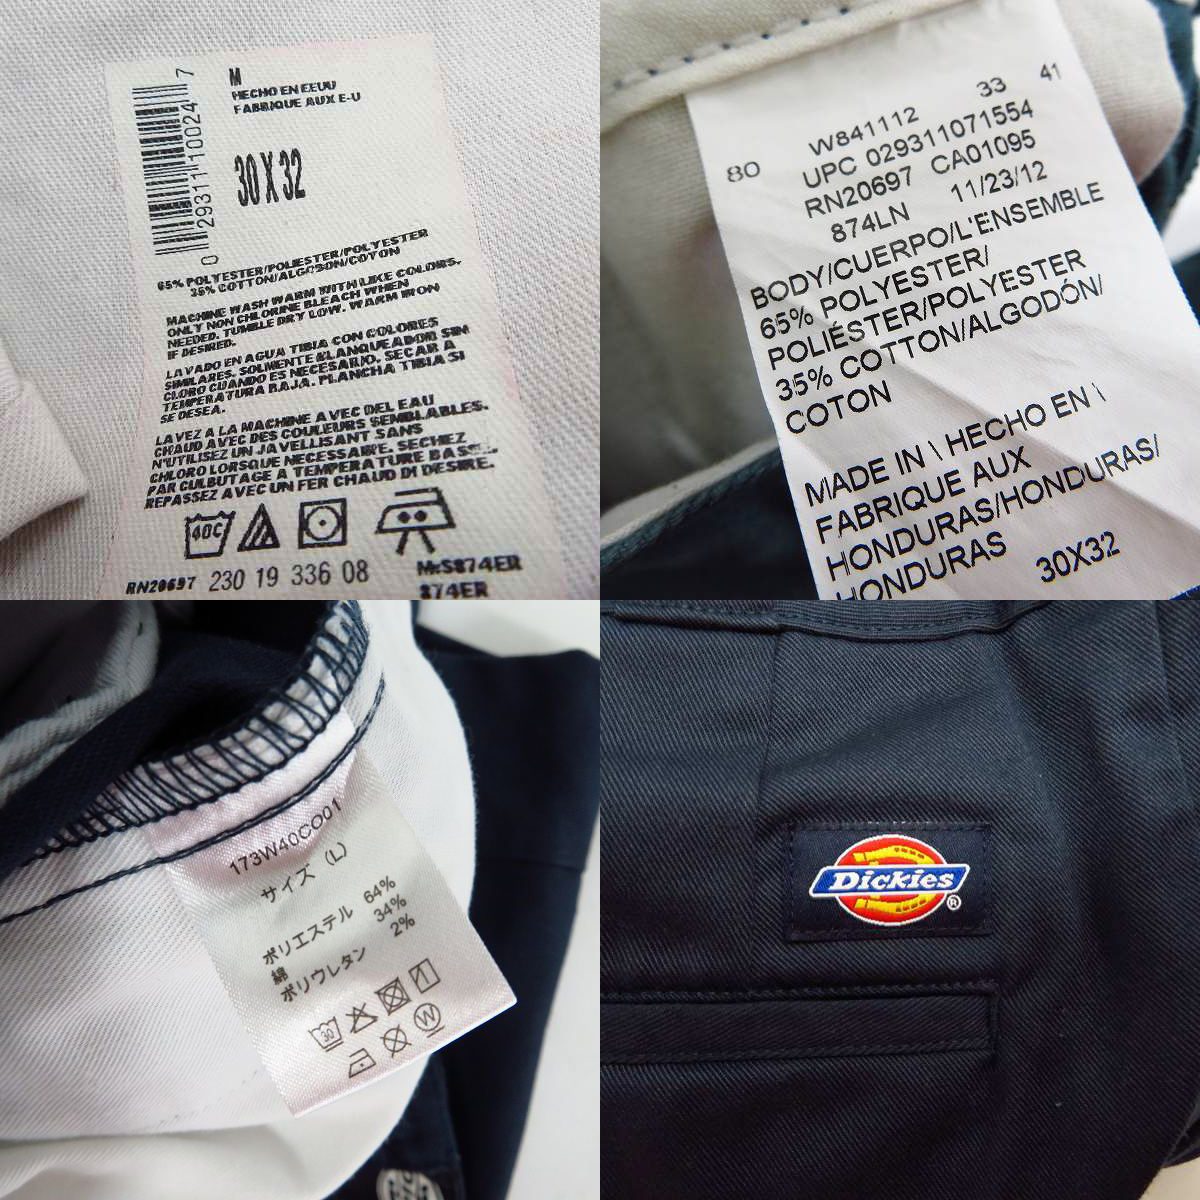 M
HECHO EN EEUU
FABRIQUE AUX E-U
0 29311 10024 7
30X32
65% POLYESTER/POLIESTER/POLYESTER
35% COTTON/ALGOSON/COTON
MACHINE WASH WARM WITH LIKE COLORS.
ONLY NON CHLORINE BLEACH WHEN
NEEDED. TUMBLE DRY LOW. WARM IRON
IF DESIRED.
LAVADO EN AGUA TIBIA CON COLORES
SIMILARES. SOLMENTE BLANQUEADOR SIN
CLORO CUANDO ES NECESARIO. SECAR A
TEMPERATURA RAJA. PLANCHA TIBIA SI
SE DESEA.
LAVEZ A LA MACHINE AVEC DEL EAU
CHAUD AVEC DES COULEURS SEMBLABLES.
N'UTILISEZ UN JAVELLISANT SANS
CHLORO LORSQUE NECESSAIRE. SECHEZ
PAR CULBUTAGE A TEMPERATURE BASSE.
REPASSEZ AVEC UN FER CHAUD DI DESIRE.
40C
RN20697 230 19 336 08
874ER
33 41
W841112
80 UPC 029311071554
RN20697 CA01095
874LN 11/23/12
BODY/CUERPO/L'ENSEMBLE
65% POLYESTER/
POLIÉSTER/POLYESTER
35% COTTON/ALGODÓN/
COTON
MADE IN \ HECHO EN \
FABRIQUE AUX
HONDURAS/HONDURAS/
HONDURAS
30X32
173W40CO01
サイズ (L)
ポリエステル 64%
綿 34%
ポリウレタン 2%
30
W
Dickies
®